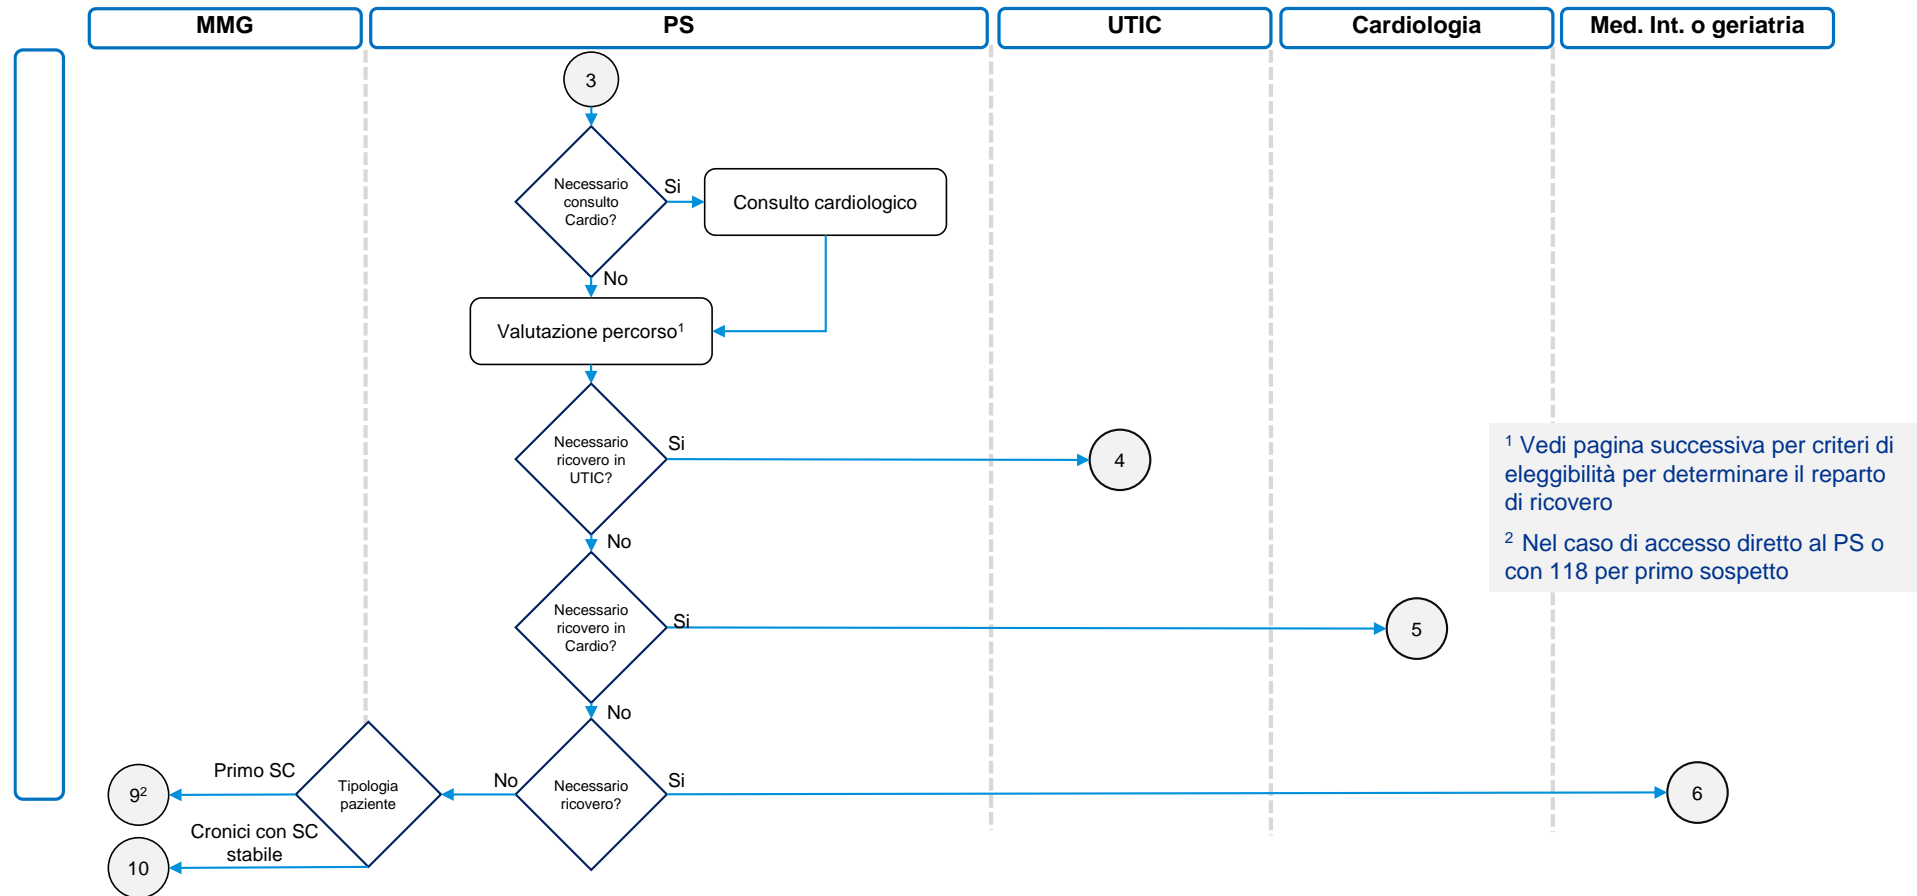 MMG
PS
UTIC
Cardiologia
Med. Int. o geriatria
3
Necessario
consulto
Cardio?
Si
Consulto cardiologico
No
Valutazione percorso¹
Necessario
ricovero in
UTIC?
Si
4
No
¹ Vedi pagina successiva per criteri di
eleggibilità per determinare il reparto
di ricovero
² Nel caso di accesso diretto al PS o
con 118 per primo sospetto
Necessario
ricovero in
Cardio?
Si
5
No
Necessario
ricovero?
Si
6
No
Tipologia
paziente
Primo SC
9²
Cronici con SC
stabile
10